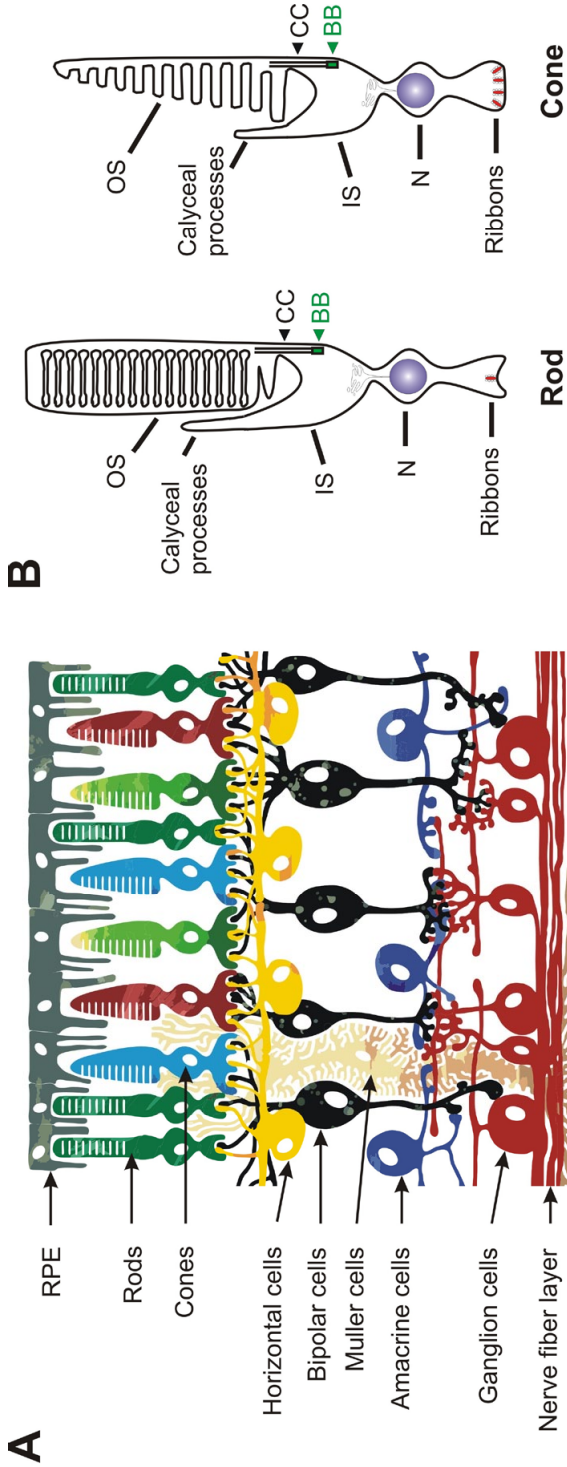 A
RPE
Rods
Cones
Horizontal cells
Bipolar cells
Muller cells
Amacrine cells
Ganglion cells
Nerve fiber layer
B
OS
Calyceal
processes
IS
N
Ribbons
CC
BB
Rod
OS
Calyceal
processes
IS
N
Ribbons
CC
BB
Cone